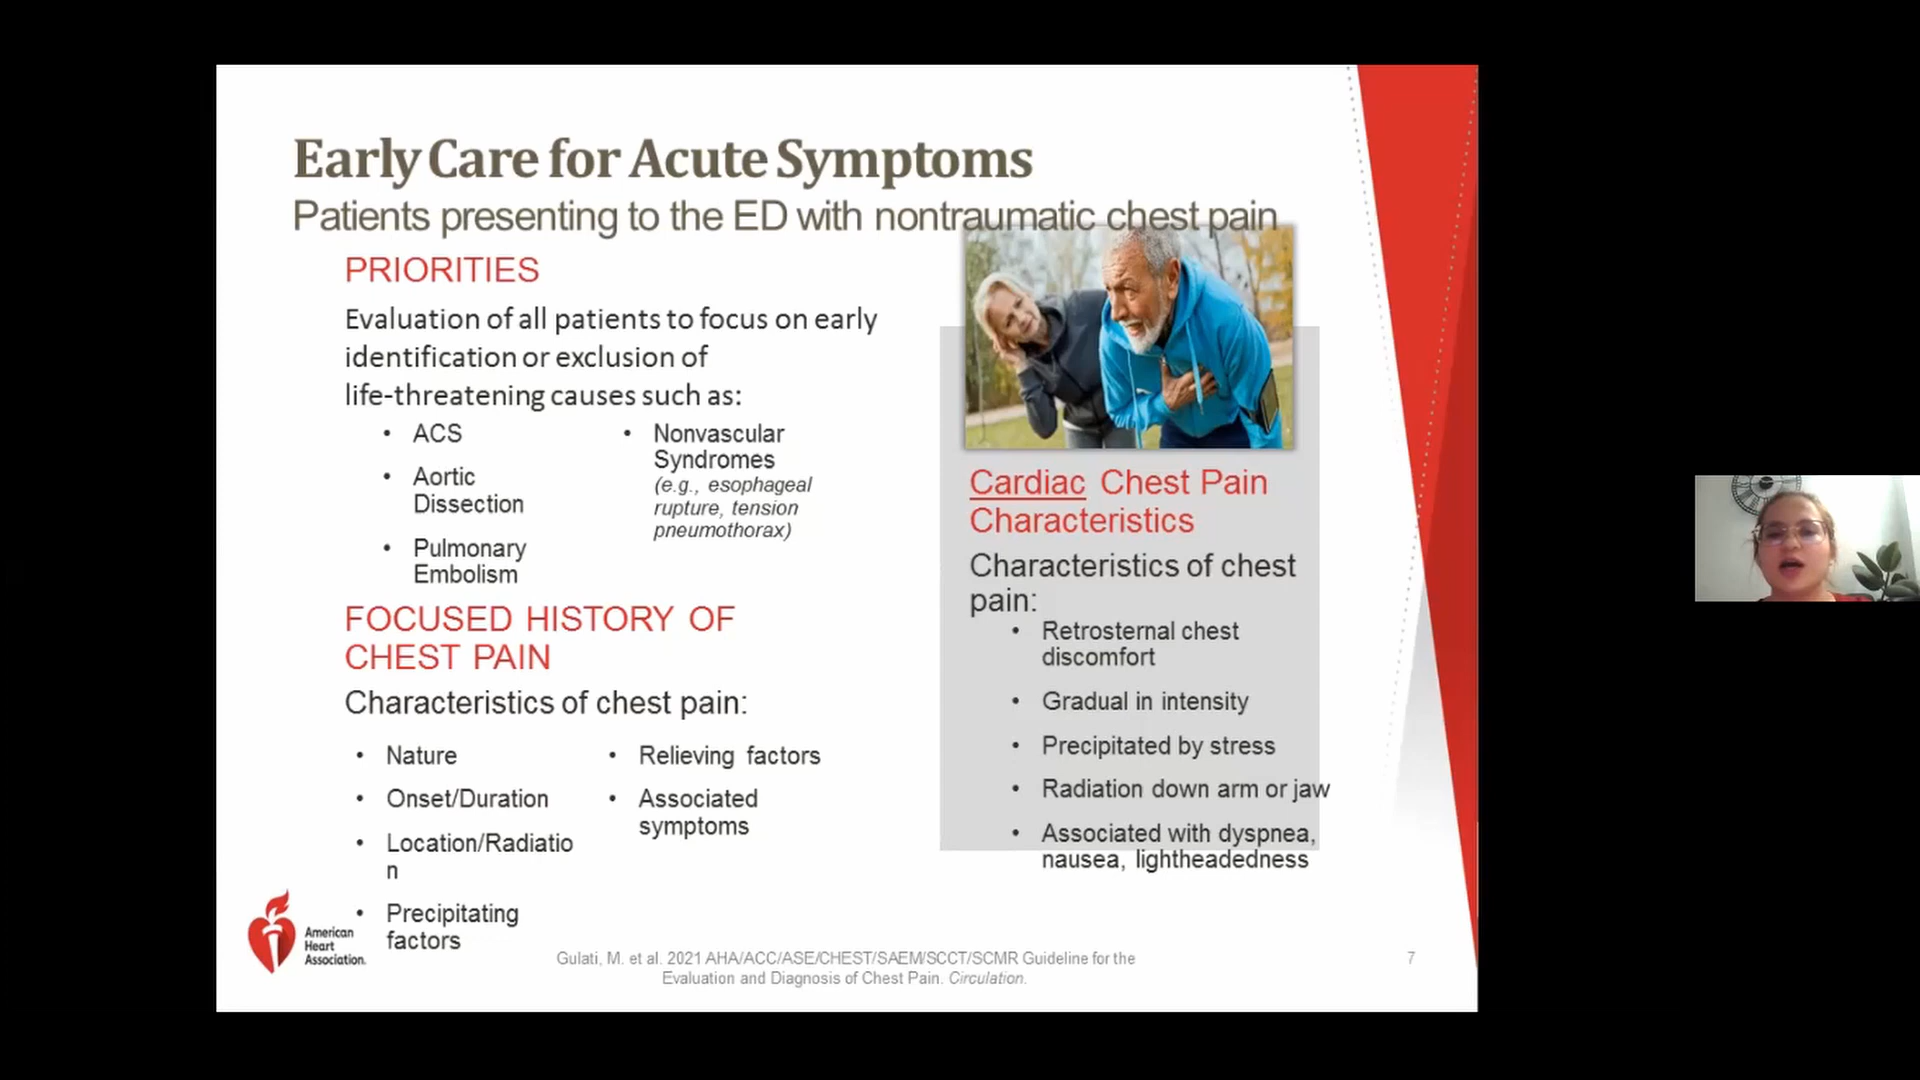 Early Care for Acute Symptoms
Patients presenting to the ED with nontraumatic chest pain
PRIORITIES
Evaluation of all patients to focus on early
identification or exclusion of
life-threatening causes such as:
• ACS
• Aortic
Dissection
• Pulmonary
Embolism
• Nonvascular
Syndromes
(e.g., esophageal
rupture, tension
pneumothorax)
FOCUSED HISTORY OF
CHEST PAIN
Characteristics of chest pain:
• Nature
• Onset/Duration
• Location/Radiatio
n
• Precipitating
factors
• Relieving factors
• Associated
symptoms
Cardiac Chest Pain
Characteristics
Characteristics of chest
pain:
• Retrosternal chest
discomfort
• Gradual in intensity
• Precipitated by stress
• Radiation down arm or jaw
• Associated with dyspnea,
nausea, lightheadedness
American
Heart
Association.
Gulati, M. et al. 2021 AHA/ACC/ASE/CHEST/SAEM/SCCT/SCMR Guideline for the
Evaluation and Diagnosis of Chest Pain. Circulation.
7